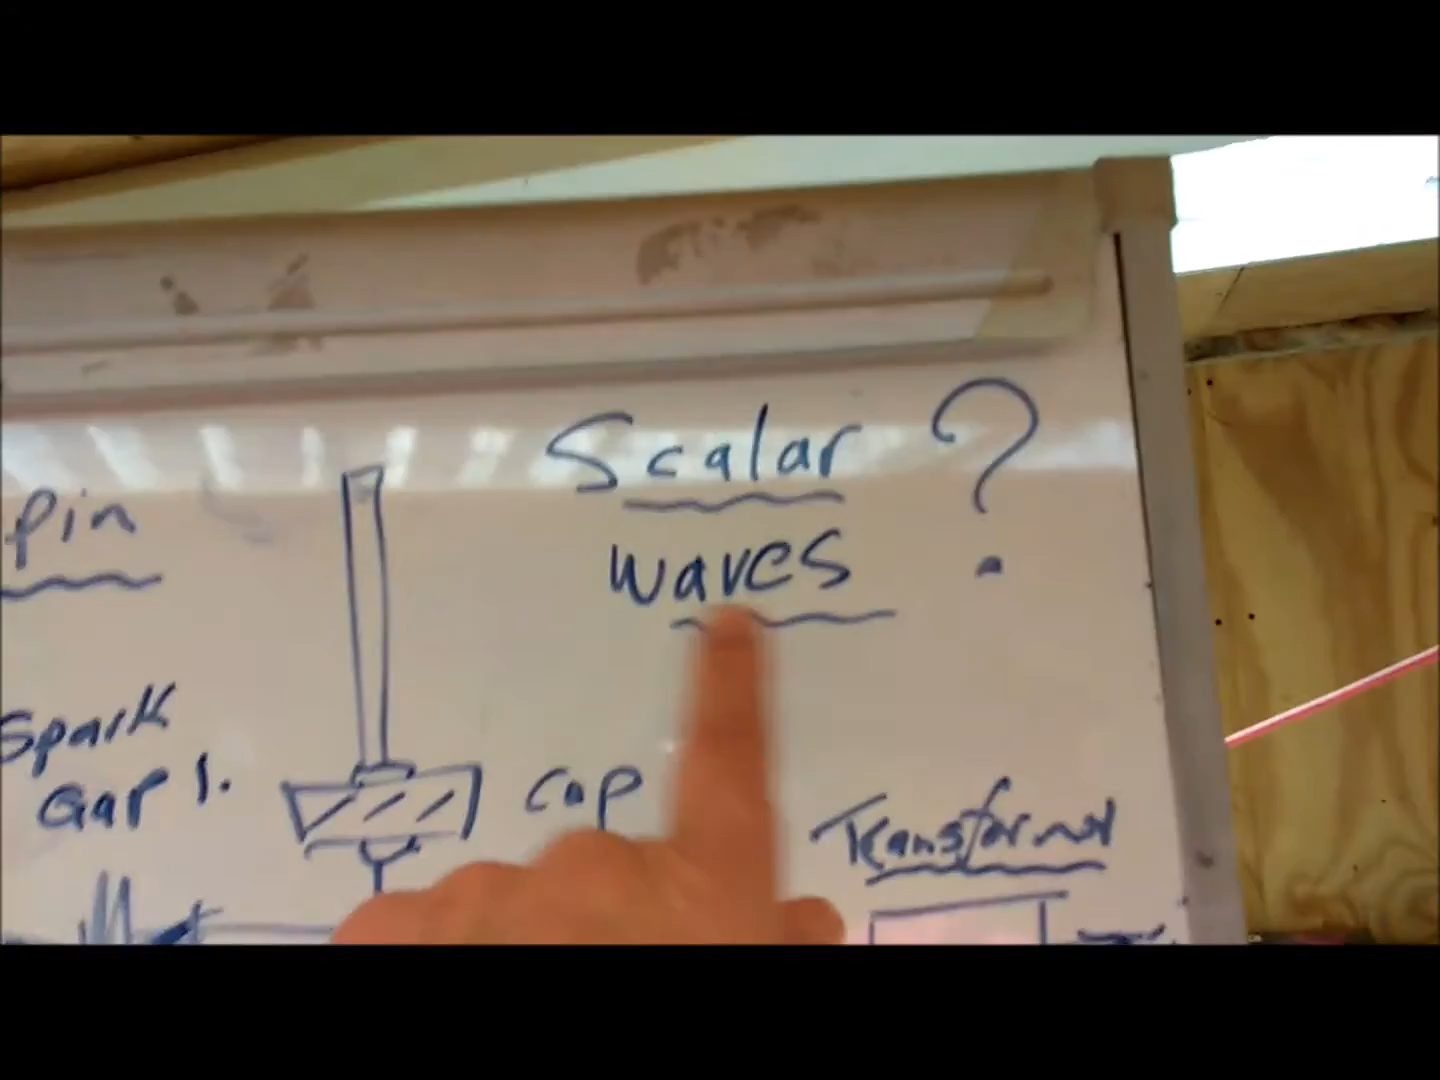 Scalar ?
waves
pin
Spark
Gap 1.
cap
Transformer